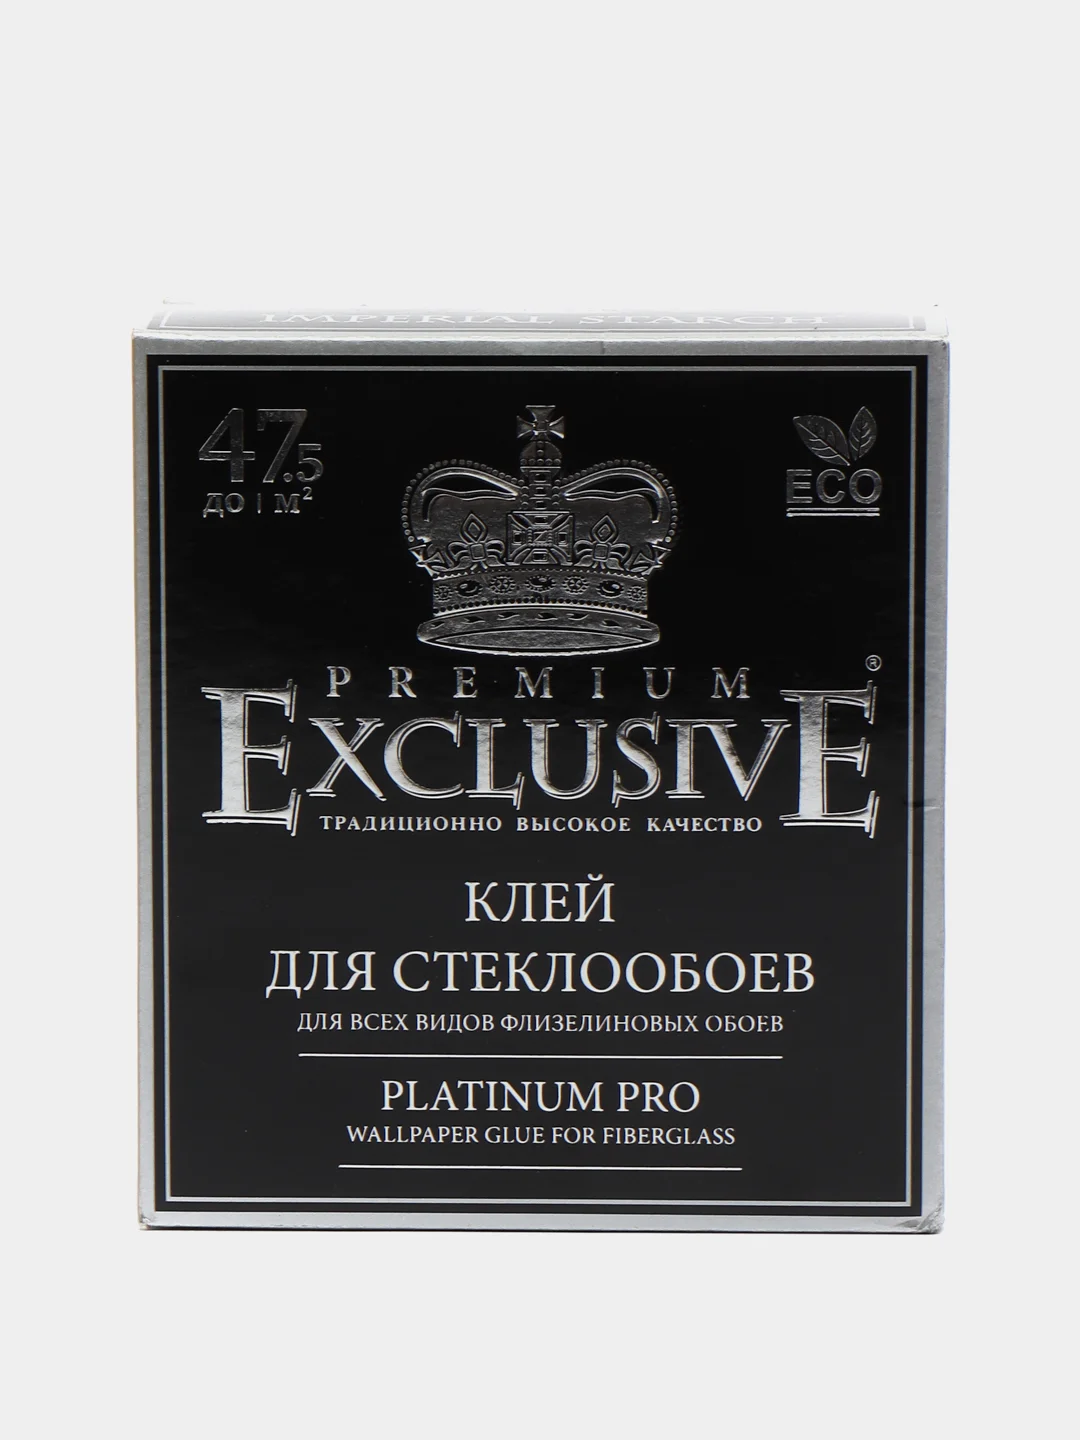 IMPERIAL STARCH
47.5
ДО | М²
ECO
PREMIUM
EXCLUSIVE®
ТРАДИЦИОННО ВЫСОКОЕ КАЧЕСТВО
КЛЕЙ
ДЛЯ СТЕКЛООБОЕВ
ДЛЯ ВСЕХ ВИДОВ ФЛИЗЕЛИНОВЫХ ОБОЕВ
PLATINUM PRO
WALLPAPER GLUE FOR FIBERGLASS